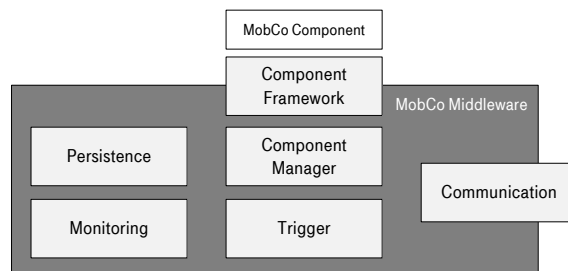 MobCo Component
Component
Framework
MobCo Middleware
Persistence
Component
Manager
Communication
Monitoring
Trigger